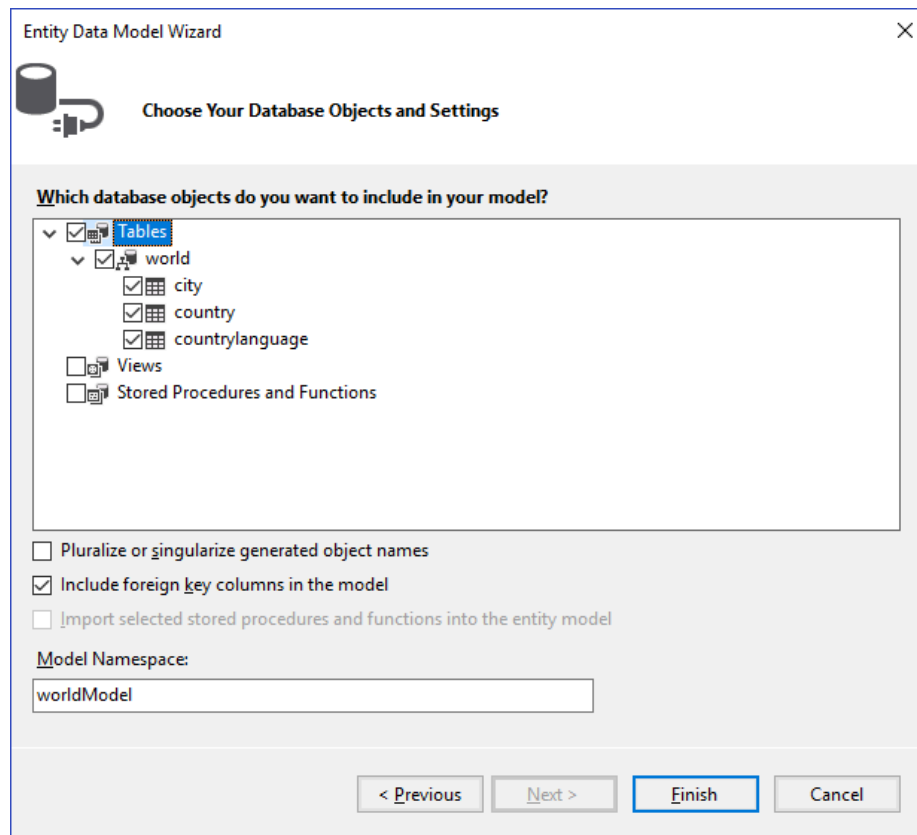 Entity Data Model Wizard
Choose Your Database Objects and Settings
Which database objects do you want to include in your model?
Tables
world
city
country
countrylanguage
Views
Stored Procedures and Functions
Pluralize or singularize generated object names
Include foreign key columns in the model
Import selected stored procedures and functions into the entity model
Model Namespace:
worldModel
< Previous Next > Finish Cancel